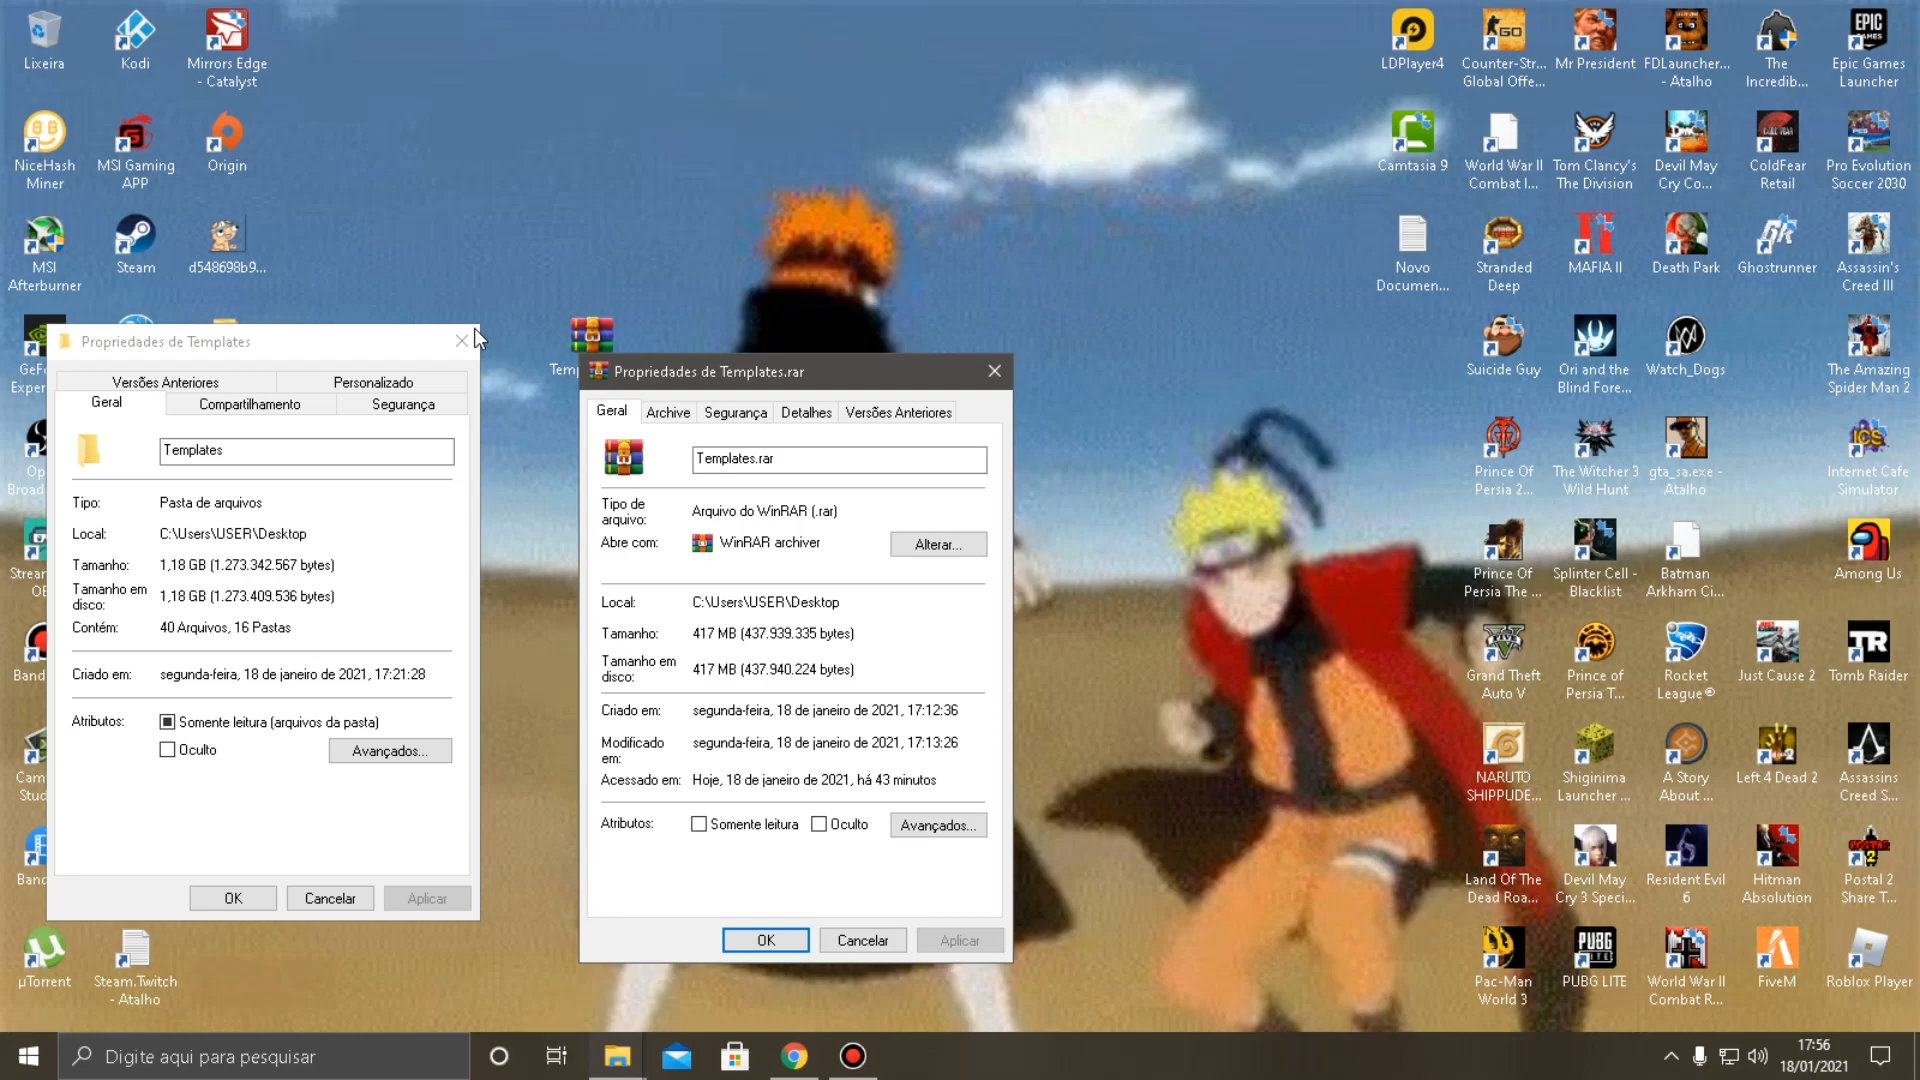 Lixeira
Kodi
Mirrors Edge
- Catalyst
NiceHash
Miner
MSI Gaming
APP
Origin
MSI
Afterburner
Steam
d548698b9...
GeF
Exper
Op
Broad
Strear
OE
Band
Cam
Stud
Band
µTorrent
Steam.Twitch
- Atalho
Temp
Propriedades de Templates
Versões Anteriores
Personalizado
Geral
Compartilhamento
Segurança
Templates
Tipo:
Pasta de arquivos
Local:
C:\Users\USER\Desktop
Tamanho:
1,18 GB (1.273.342.567 bytes)
Tamanho em
disco:
1,18 GB (1.273.409.536 bytes)
Contém:
40 Arquivos, 16 Pastas
Criado em:
segunda-feira, 18 de janeiro de 2021, 17:21:28
Atributos:
Somente leitura (arquivos da pasta)
Oculto
Avançados...
OK
Cancelar
Aplicar
Propriedades de Templates.rar
Geral
Archive
Segurança
Detalhes
Versões Anteriores
Templates.rar
Tipo de
arquivo:
Arquivo do WinRAR (.rar)
Abre com:
WinRAR archiver
Alterar...
Local:
C:\Users\USER\Desktop
Tamanho:
417 MB (437.939.335 bytes)
Tamanho em
disco:
417 MB (437.940.224 bytes)
Criado em:
segunda-feira, 18 de janeiro de 2021, 17:12:36
Modificado
em:
segunda-feira, 18 de janeiro de 2021, 17:13:26
Acessado em:
Hoje, 18 de janeiro de 2021, há 43 minutos
Atributos:
Somente leitura
Oculto
Avançados...
OK
Cancelar
Aplicar
LDPlayer4
Counter-Str...
Global Offe...
Mr President
FDLauncher...
- Atalho
The
Incredib...
Epic Games
Launcher
Camtasia 9
World War II
Combat I...
Tom Clancy's
The Division
Devil May
Cry Co...
ColdFear
Retail
Pro Evolution
Soccer 2030
Novo
Documen...
Stranded
Deep
MAFIA II
Death Park
Ghostrunner
Assassin's
Creed III
Suicide Guy
Ori and the
Blind Fore...
Watch_Dogs
The Amazing
Spider Man 2
Prince Of
Persia 2...
The Witcher 3
Wild Hunt
gta_sa.exe -
Atalho
Internet Cafe
Simulator
Prince Of
Persia The ...
Splinter Cell -
Blacklist
Batman
Arkham Ci...
Among Us
Grand Theft
Auto V
Prince of
Persia T...
Rocket
League®
Just Cause 2
Tomb Raider
NARUTO
SHIPPUDE...
Shiginima
Launcher ...
A Story
About ...
Left 4 Dead 2
Assassins
Creed S...
Land Of The
Dead Roa...
Devil May
Cry 3 Speci...
Resident Evil
6
Hitman
Absolution
Postal 2
Share T...
Pac-Man
World 3
PUBG LITE
World War II
Combat R...
FiveM
Roblox Player
Digite aqui para pesquisar
17:56
18/01/2021